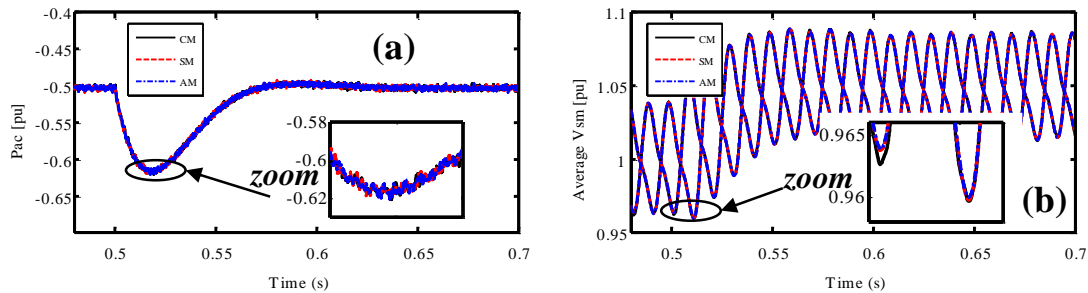 -0.4
-0.45
-0.5
-0.55
-0.6
-0.65
Pac [pu]
CM
SM
AM
(a)
-0.58
-0.6
-0.62
zoom
0.5
0.55
0.6
0.65
0.7
Time (s)
1.1
1.05
1
0.95
Average Vsm [pu]
CM
SM
AM
0.965
0.96
zoom
(b)
0.5
0.55
0.6
0.65
0.7
Time (s)